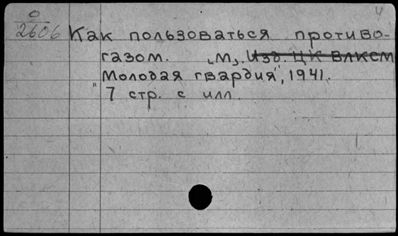 О
2606
Как пользоваться противо-
газом. „М„ Изд. ЦК ВЛКСМ
"Молодая гвардия", 1941.
7 стр. с илл.